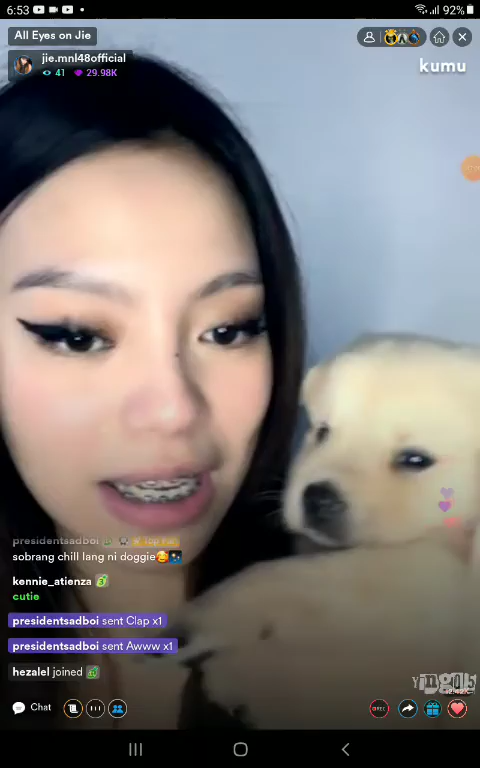 6:53
92%
All Eyes on Jie
jie.mnl48official
41 29.98K
kumu
presidentsadboi
sobrang chill lang ni doggie🥰
kennie_atienza
cutie
presidentsadboi sent Clap x1
presidentsadboi sent Awww x1
hezalel joined
Chat
REC